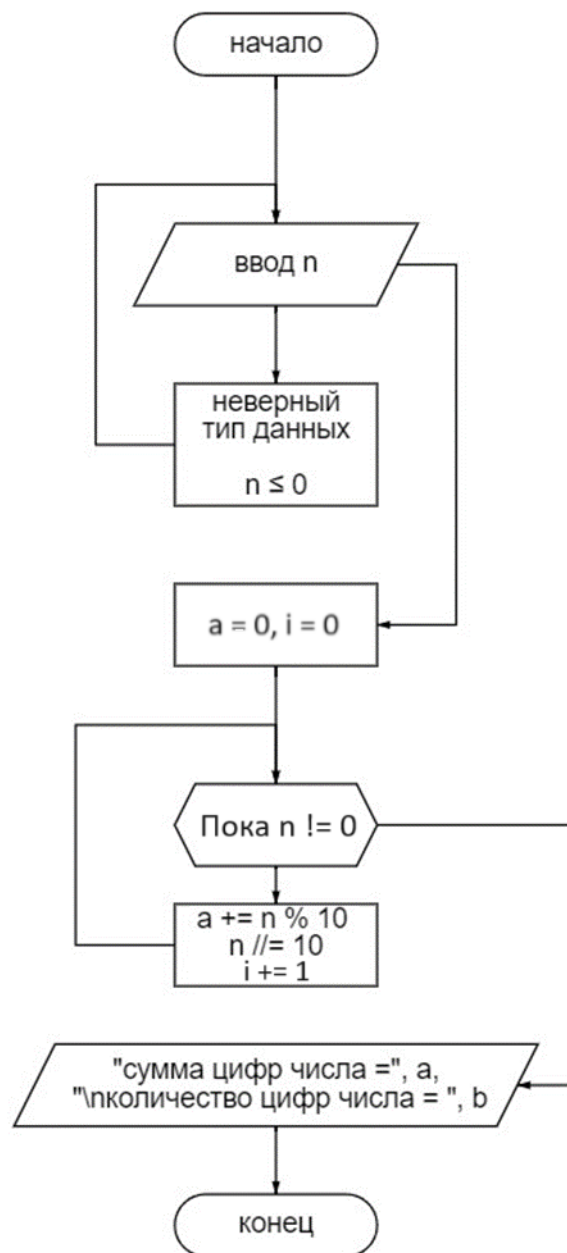 начало
ввод n
неверный
тип данных
n ≤ 0
a = 0, i = 0
Пока n != 0
a += n % 10
n //= 10
i += 1
"сумма цифр числа =", a,
"\nколичество цифр числа = ", b
конец